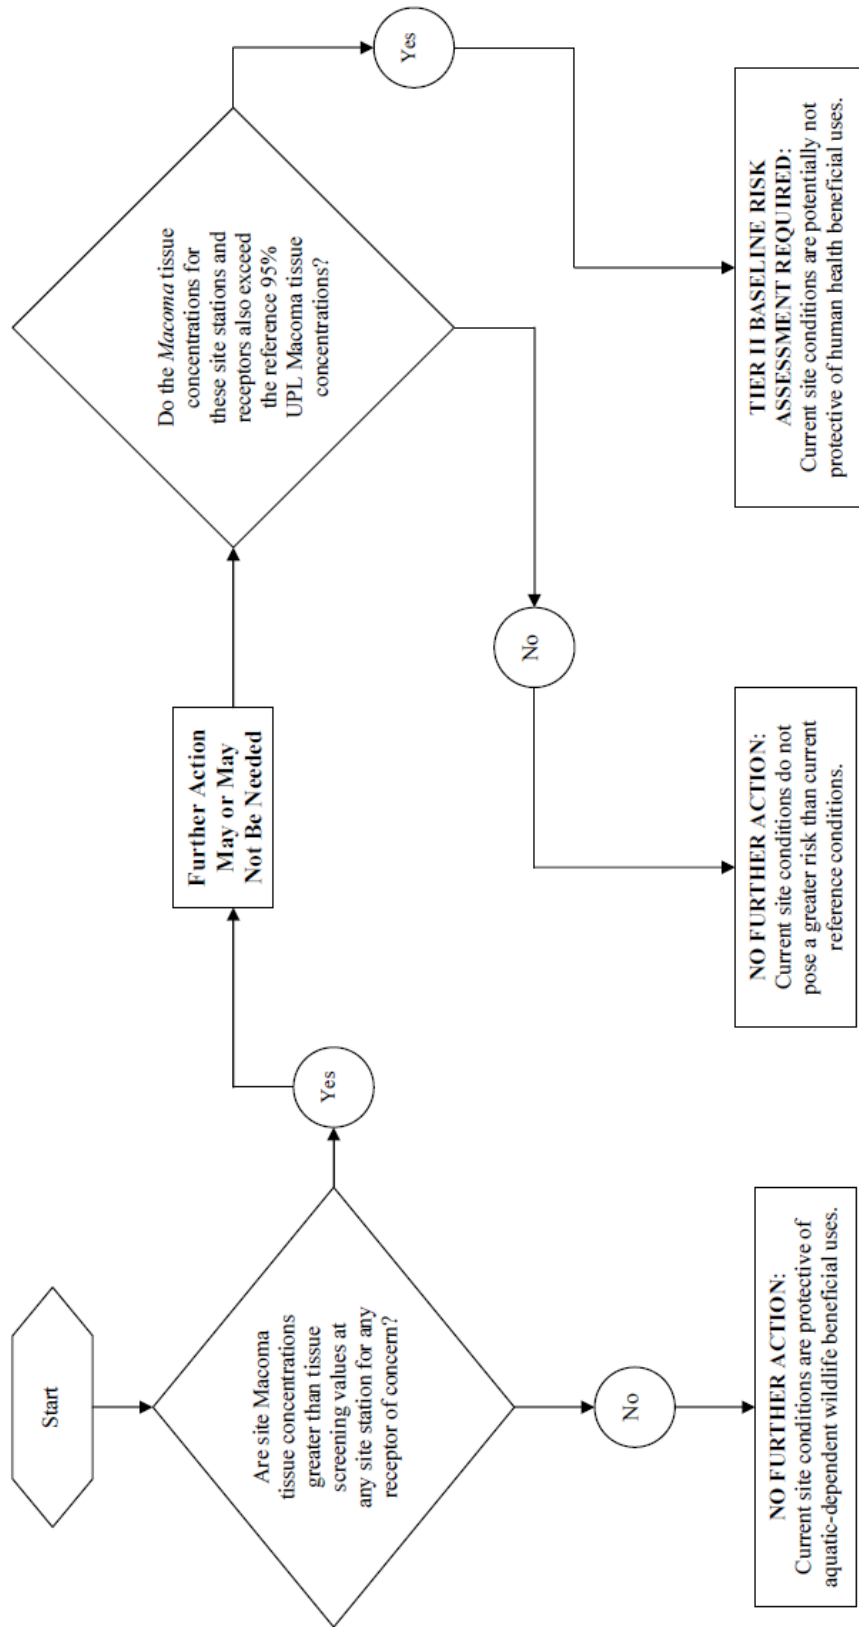 Start
Are site Macoma
tissue concentrations
greater than tissue
screening values at
any site station for any
receptor of concern?
No
NO FURTHER ACTION:
Current site conditions are protective of
aquatic-dependent wildlife beneficial uses.
Yes
Further Action
May or May
Not Be Needed
Do the Macoma tissue
concentrations for
these site stations and
receptors also exceed
the reference 95%
UPL Macoma tissue
concentrations?
No
NO FURTHER ACTION:
Current site conditions do not
pose a greater risk than current
reference conditions.
Yes
TIER II BASELINE RISK
ASSESSMENT REQUIRED:
Current site conditions are potentially not
protective of human health beneficial uses.